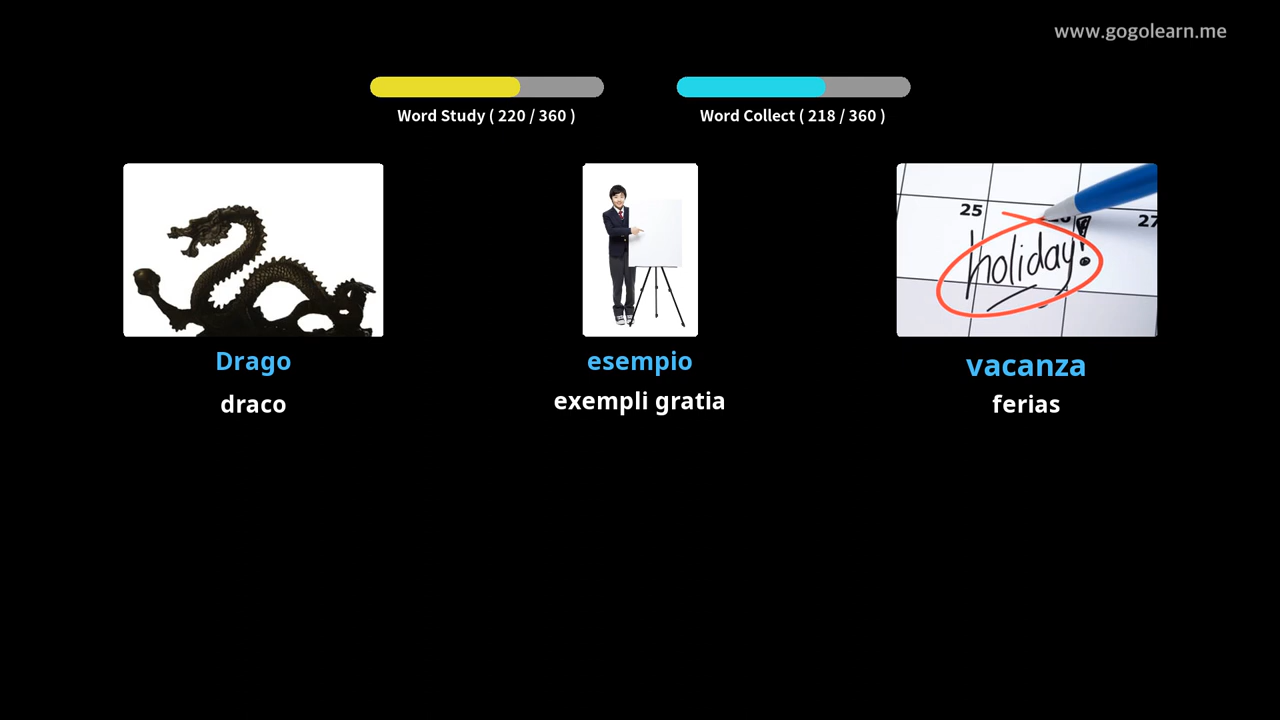 www.gogolearn.me
Word Study ( 220 / 360 )
Word Collect ( 218 / 360 )
25
27
holiday!
Drago
esempio
vacanza
draco
exempli gratia
ferias